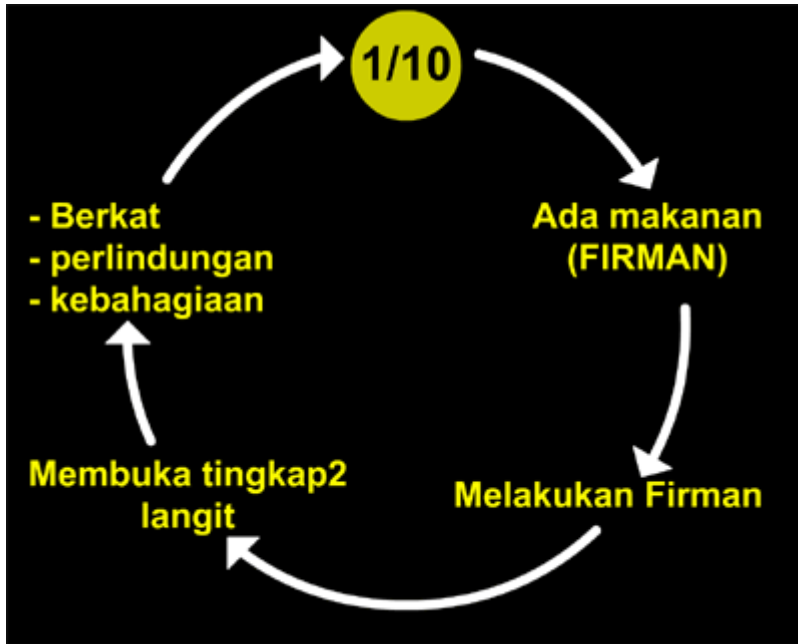 1/10
Ada makanan
(FIRMAN)
Melakukan Firman
Membuka tingkap2
langit
- Berkat
- perlindungan
- kebahagiaan